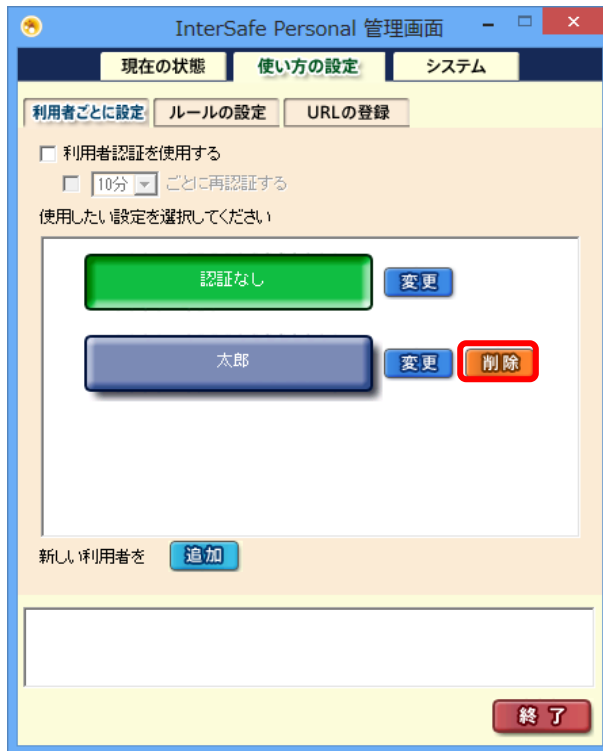 InterSafe Personal 管理画面
現在の状態 使い方の設定 システム
利用者ごとに設定 ルールの設定 URLの登録
利用者認証を使用する
10分 ごとに再認証する
使用したい設定を選択してください
認証なし 変更
太郎 変更 削除
新しい利用者を 追加
終了